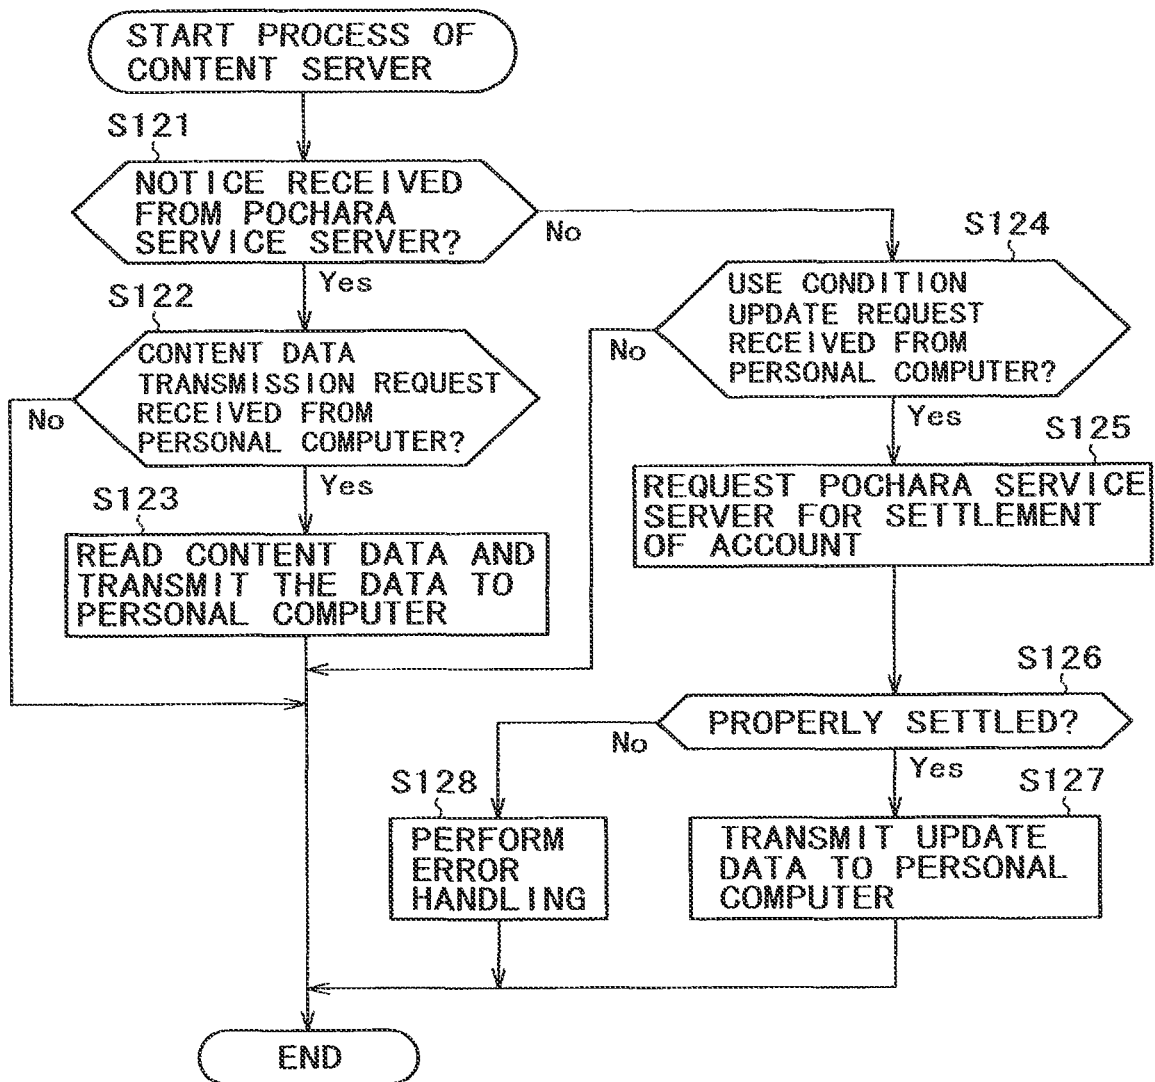 START PROCESS OF
CONTENT SERVER
S121
NOTICE RECEIVED
FROM POCHARA
SERVICE SERVER?
No
Yes
S122
CONTENT DATA
TRANSMISSION REQUEST
RECEIVED FROM
PERSONAL COMPUTER?
No
Yes
S123
READ CONTENT DATA AND
TRANSMIT THE DATA TO
PERSONAL COMPUTER
S124
USE CONDITION
UPDATE REQUEST
RECEIVED FROM
PERSONAL COMPUTER?
No
Yes
S125
REQUEST POCHARA SERVICE
SERVER FOR SETTLEMENT
OF ACCOUNT
S126
PROPERLY SETTLED?
No
Yes
S128
PERFORM
ERROR
HANDLING
S127
TRANSMIT UPDATE
DATA TO PERSONAL
COMPUTER
END